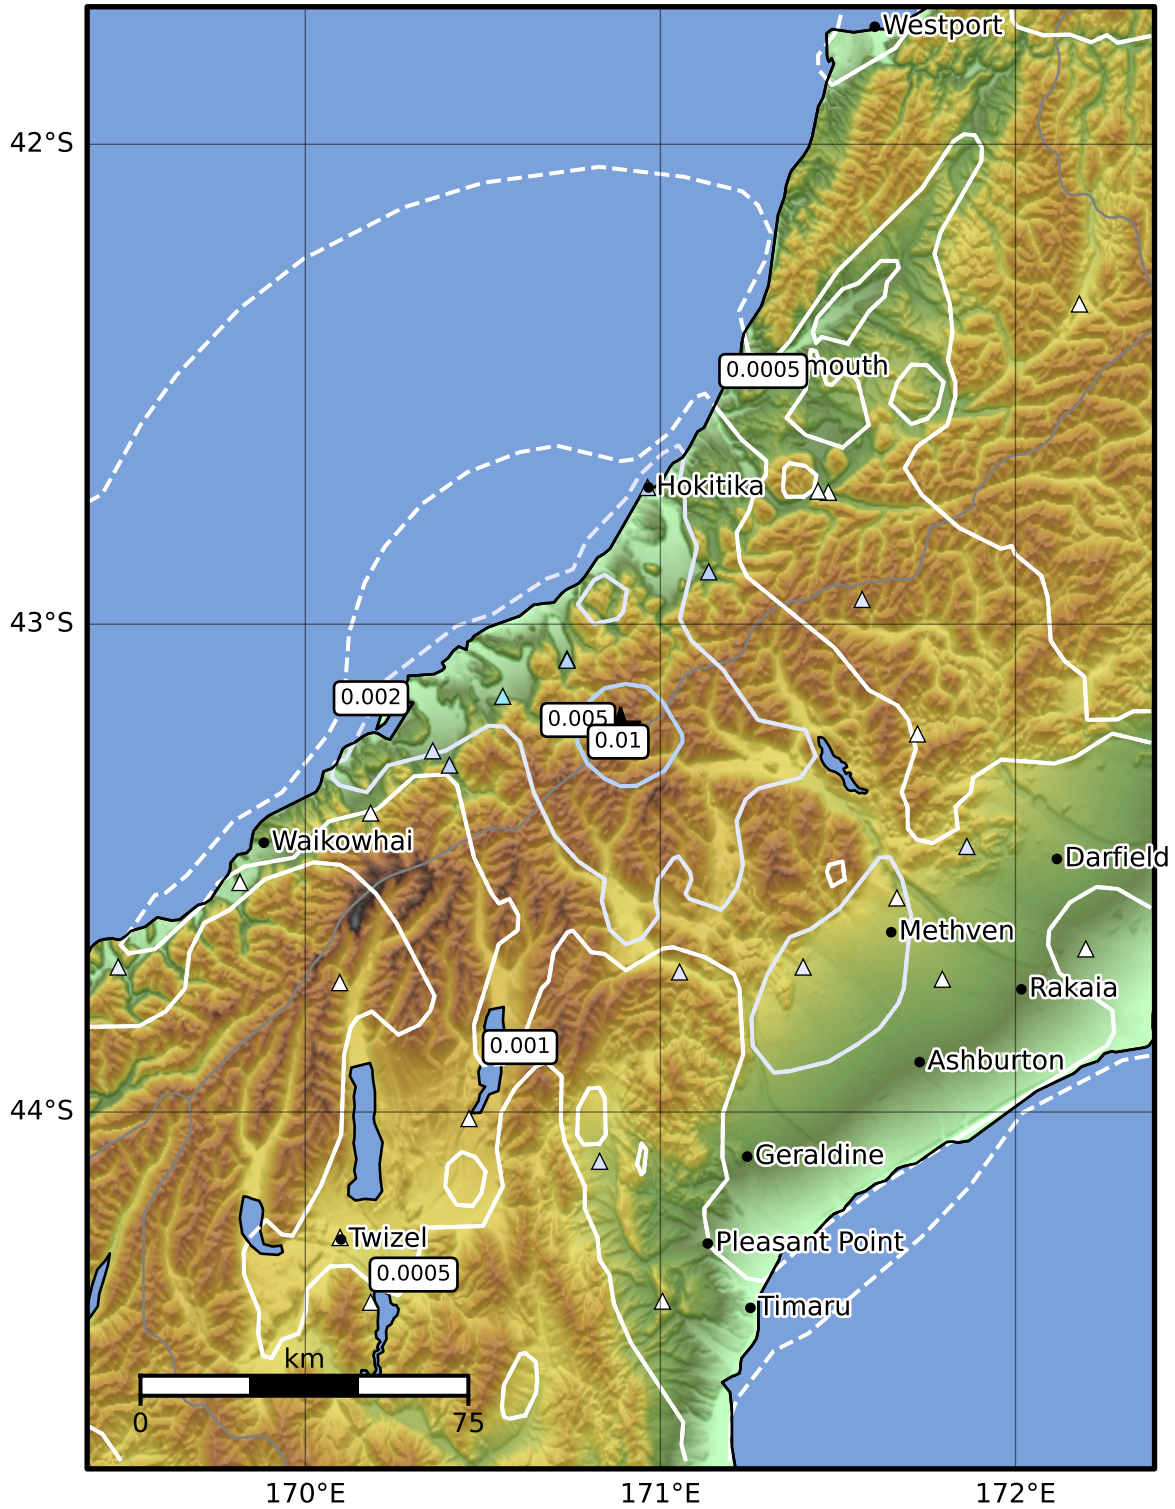 Westport
42°S
0.0005
mouth
Hokitika
43°S
0.002
0.005
0.01
Waikowhai
Darfield
Methven
Rakaia
0.001
Ashburton
44°S
Geraldine
Twizel
Pleasant Point
0.0005
Timaru
km
0
75
170°E
171°E
172°E